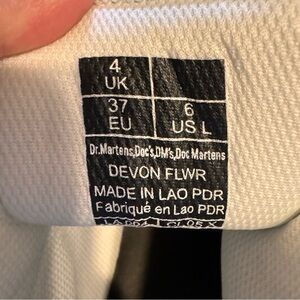 4
UK
37 6
EU US L
Dr.Martens,Doc's,DM's,Doc Martens
DEVON FLWR
MADE IN LAO PDR
Fabriqué en Lao PDR